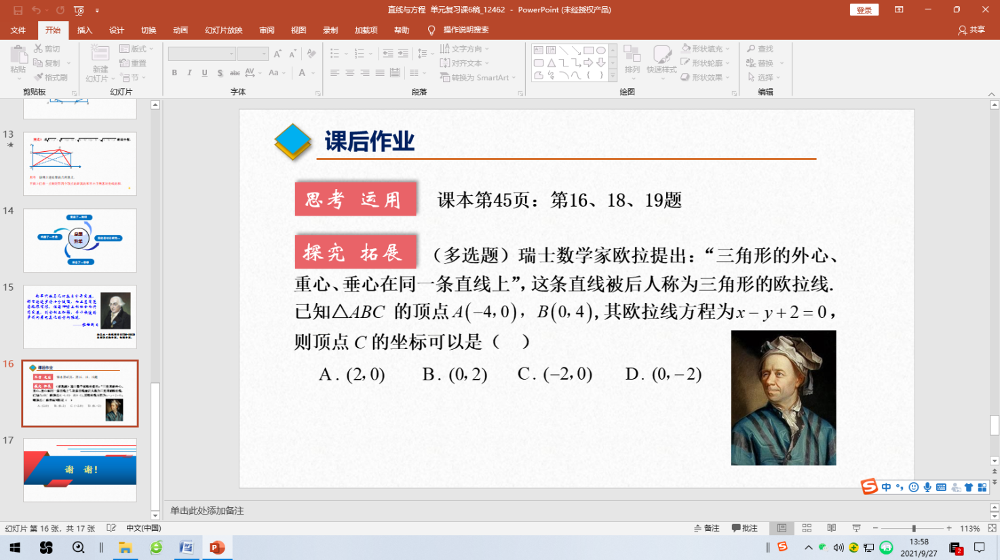 直线与方程 单元复习课6稿_12462 - PowerPoint (未经授权产品)
登录
文件 开始 插入 设计 切换 动画 幻灯片放映 审阅 视图 录制 加载项 帮助 操作说明搜索 共享
粘贴 剪切 复制 格式刷
新建幻灯片 版式 重置 节
文字方向 对齐文本 转换为 SmartArt
排列 快速样式 形状填充 形状轮廓 形状效果
查找 替换 选择
剪贴板 幻灯片 字体 段落 绘图 编辑
13
14
15
16
17
谢 谢!
课后作业
思考 运用 课本第45页：第16、18、19题
探究 拓展 （多选题）瑞士数学家欧拉提出：“三角形的外心、
重心、垂心在同一条直线上”，这条直线被后人称为三角形的欧拉线.
已知△ABC 的顶点A(−4,0)，B(0,4),其欧拉线方程为x−y+2=0，
则顶点 C 的坐标可以是（ ）
A. (2,0) B. (0,2) C. (−2,0) D. (0,−2)
单击此处添加备注
中
幻灯片 第 16 张，共 17 张 中文(中国) 备注 批注 113%
13:58
2021/9/27
2